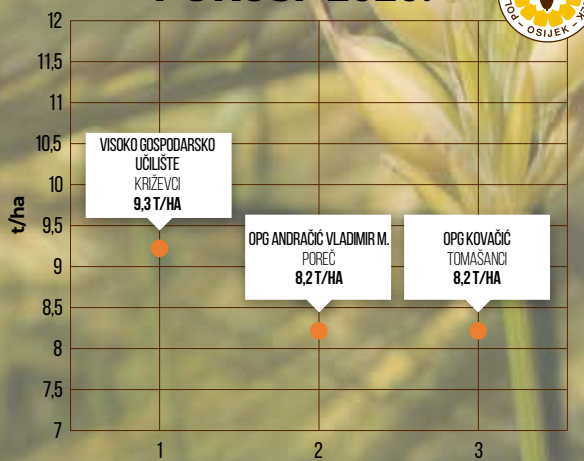 12
11,5
11
10,5
10
9,5
9
8,5
8
7,5
7
t/ha
VISOKO GOSPODARSKO
UČILIŠTE
KRIŽEVCI
9,3 T/HA
OPG ANDRAČIĆ VLADIMIR M.
POREČ
8,2 T/HA
OPG KOVAČIĆ
TOMAŠANCI
8,2 T/HA
1
2
3
OSIJEK